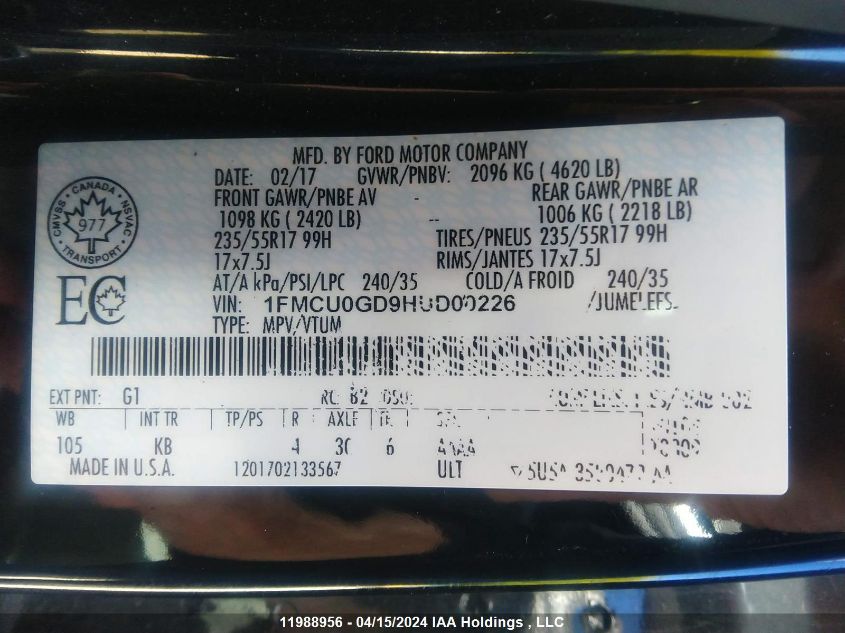 MFD. BY FORD MOTOR COMPANY
DATE: 02/17 GVWR/PNBV: 2096 KG ( 4620 LB)
FRONT GAWR/PNBE AV - REAR GAWR/PNBE AR
1098 KG ( 2420 LB) -- 1006 KG ( 2218 LB)
235/55R17 99H TIRES/PNEUS 235/55R17 99H
17x7.5J RIMS/JANTES 17x7.5J
AT/A kPa/PSI/LPC 240/35 COLD/A FROID 240/35
VIN: 1FMCU0GD9HUD00226
TYPE: MPV/VTUM
CMVSS • CANADA • NSVAC
977
• TRANSPORT •
EC
EXT PNT: G1 RC: B2
WB INT TR TP/PS R AXLE
105 KB 4 6
MADE IN U.S.A. 1201702133567 ULT
11988956 - 04/15/2024 IAA Holdings , LLC